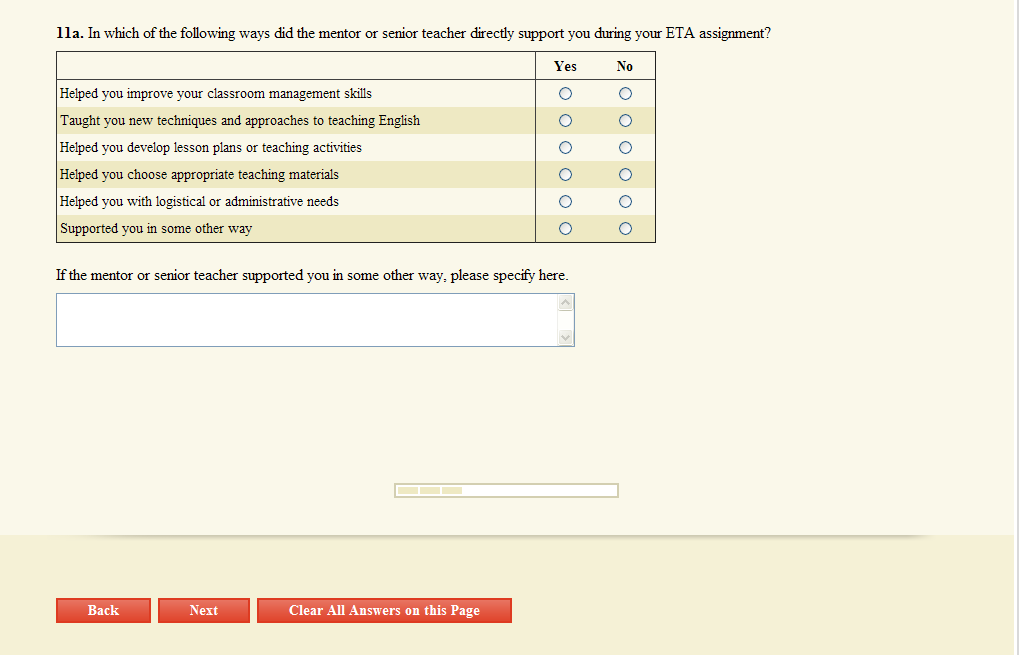 11a. In which of the following ways did the mentor or senior teacher directly support you during your ETA assignment?
Yes No
Helped you improve your classroom management skills
Taught you new techniques and approaches to teaching English
Helped you develop lesson plans or teaching activities
Helped you choose appropriate teaching materials
Helped you with logistical or administrative needs
Supported you in some other way
If the mentor or senior teacher supported you in some other way, please specify here.
Back Next Clear All Answers on this Page